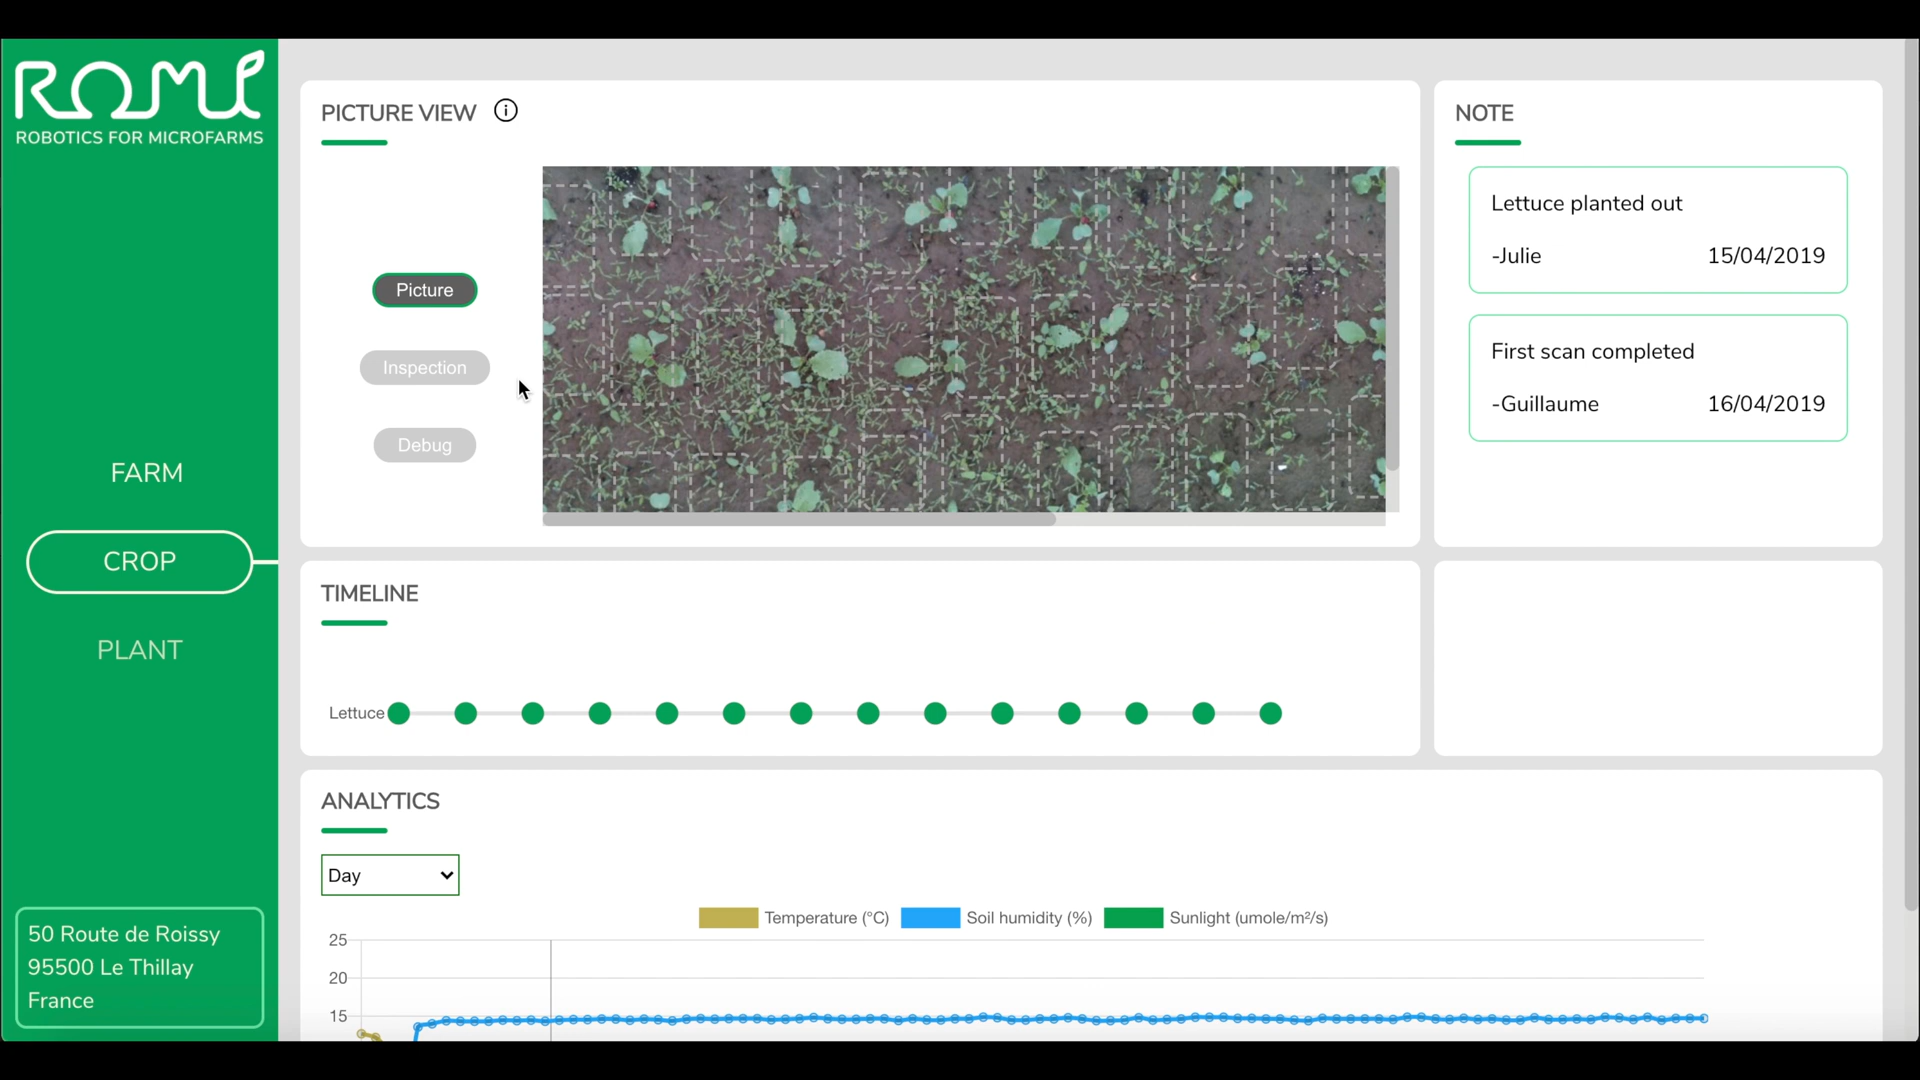 ROMI
ROBOTICS FOR MICROFARMS
FARM
CROP
PLANT
50 Route de Roissy
95500 Le Thillay
France
PICTURE VIEW
Picture
Inspection
Debug
NOTE
Lettuce planted out
-Julie 15/04/2019
First scan completed
-Guillaume 16/04/2019
TIMELINE
Lettuce
ANALYTICS
Day
Temperature (°C) Soil humidity (%) Sunlight (umole/m²/s)
25
20
15